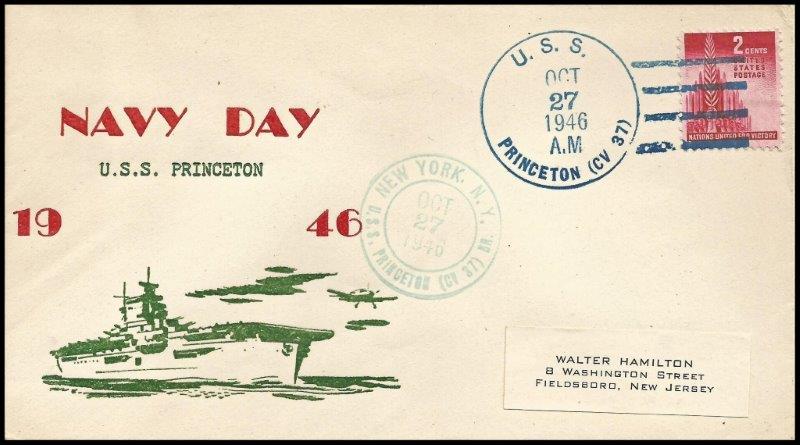 NAVY DAY
U.S.S. PRINCETON
19 46
U. S. S.
OCT
27
1946
A.M
PRINCETON (CV 37)
2 CENTS
UNITED
STATES
POSTAGE
NATIONS UNITED FOR VICTORY
NEW YORK, N.Y.
OCT
27
1946
U.S.S. PRINCETON (CV 37) BR.
WALTER HAMILTON
8 WASHINGTON STREET
FIELDSBORO, NEW JERSEY